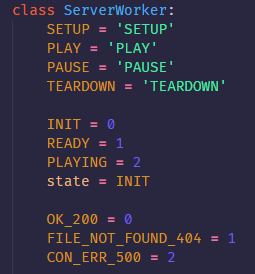 class ServerWorker:
    SETUP = 'SETUP'
    PLAY = 'PLAY'
    PAUSE = 'PAUSE'
    TEARDOWN = 'TEARDOWN'

    INIT = 0
    READY = 1
    PLAYING = 2
    state = INIT

    OK_200 = 0
    FILE_NOT_FOUND_404 = 1
    CON_ERR_500 = 2